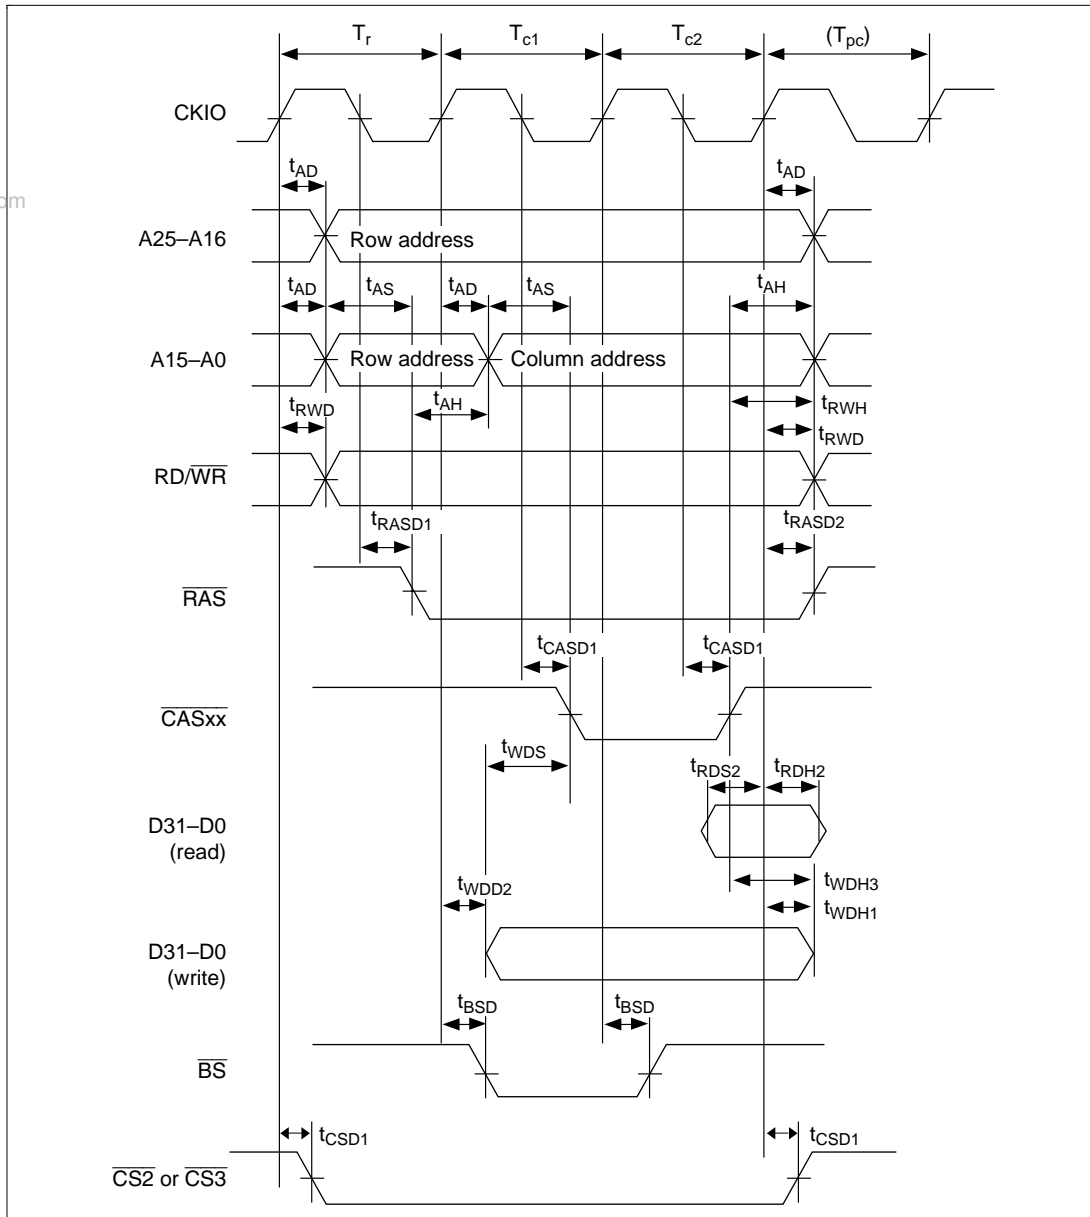 Tr Tc1 Tc2 (Tpc)
CKIO
tAD tAD
om
A25–A16 Row address
tAD tAS tAD tAS tAH
A15–A0 Row address Column address
tRWD tAH tRWH
tRWD
RD/WR
tRASD1 tRASD2
RAS
tCASD1 tCASD1
CASxx
tWDS tRDS2 tRDH2
D31–D0
(read)
tWDD2 tWDH3
tWDH1
D31–D0
(write)
tBSD tBSD
BS
tCSD1 tCSD1
CS2 or CS3